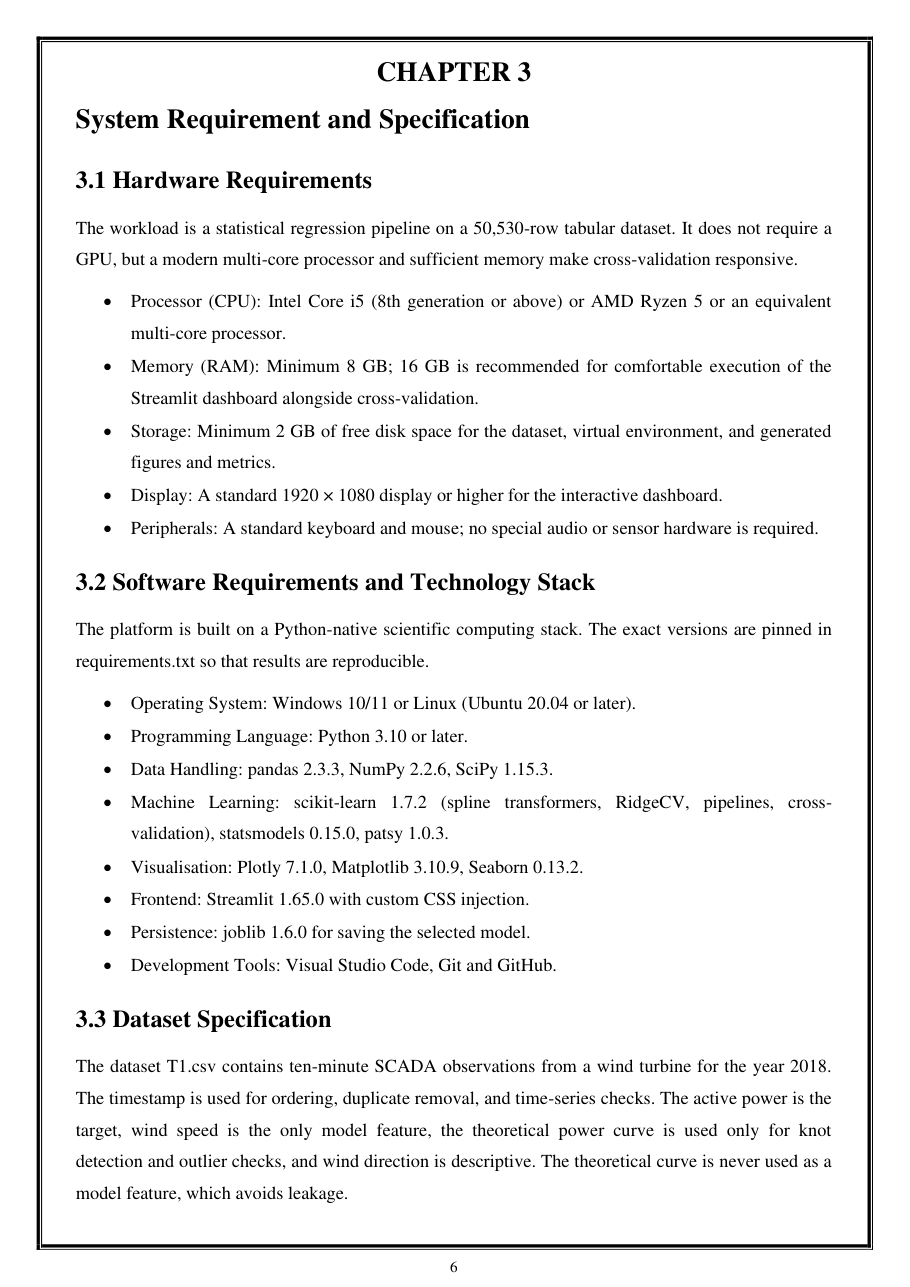 CHAPTER 3
System Requirement and Specification
3.1 Hardware Requirements
The workload is a statistical regression pipeline on a 50,530-row tabular dataset. It does not require a
GPU, but a modern multi-core processor and sufficient memory make cross-validation responsive.
• Processor (CPU): Intel Core i5 (8th generation or above) or AMD Ryzen 5 or an equivalent
multi-core processor.
• Memory (RAM): Minimum 8 GB; 16 GB is recommended for comfortable execution of the
Streamlit dashboard alongside cross-validation.
• Storage: Minimum 2 GB of free disk space for the dataset, virtual environment, and generated
figures and metrics.
• Display: A standard 1920 × 1080 display or higher for the interactive dashboard.
• Peripherals: A standard keyboard and mouse; no special audio or sensor hardware is required.
3.2 Software Requirements and Technology Stack
The platform is built on a Python-native scientific computing stack. The exact versions are pinned in
requirements.txt so that results are reproducible.
• Operating System: Windows 10/11 or Linux (Ubuntu 20.04 or later).
• Programming Language: Python 3.10 or later.
• Data Handling: pandas 2.3.3, NumPy 2.2.6, SciPy 1.15.3.
• Machine Learning: scikit-learn 1.7.2 (spline transformers, RidgeCV, pipelines, cross-
validation), statsmodels 0.15.0, patsy 1.0.3.
• Visualisation: Plotly 7.1.0, Matplotlib 3.10.9, Seaborn 0.13.2.
• Frontend: Streamlit 1.65.0 with custom CSS injection.
• Persistence: joblib 1.6.0 for saving the selected model.
• Development Tools: Visual Studio Code, Git and GitHub.
3.3 Dataset Specification
The dataset T1.csv contains ten-minute SCADA observations from a wind turbine for the year 2018.
The timestamp is used for ordering, duplicate removal, and time-series checks. The active power is the
target, wind speed is the only model feature, the theoretical power curve is used only for knot
detection and outlier checks, and wind direction is descriptive. The theoretical curve is never used as a
model feature, which avoids leakage.
6